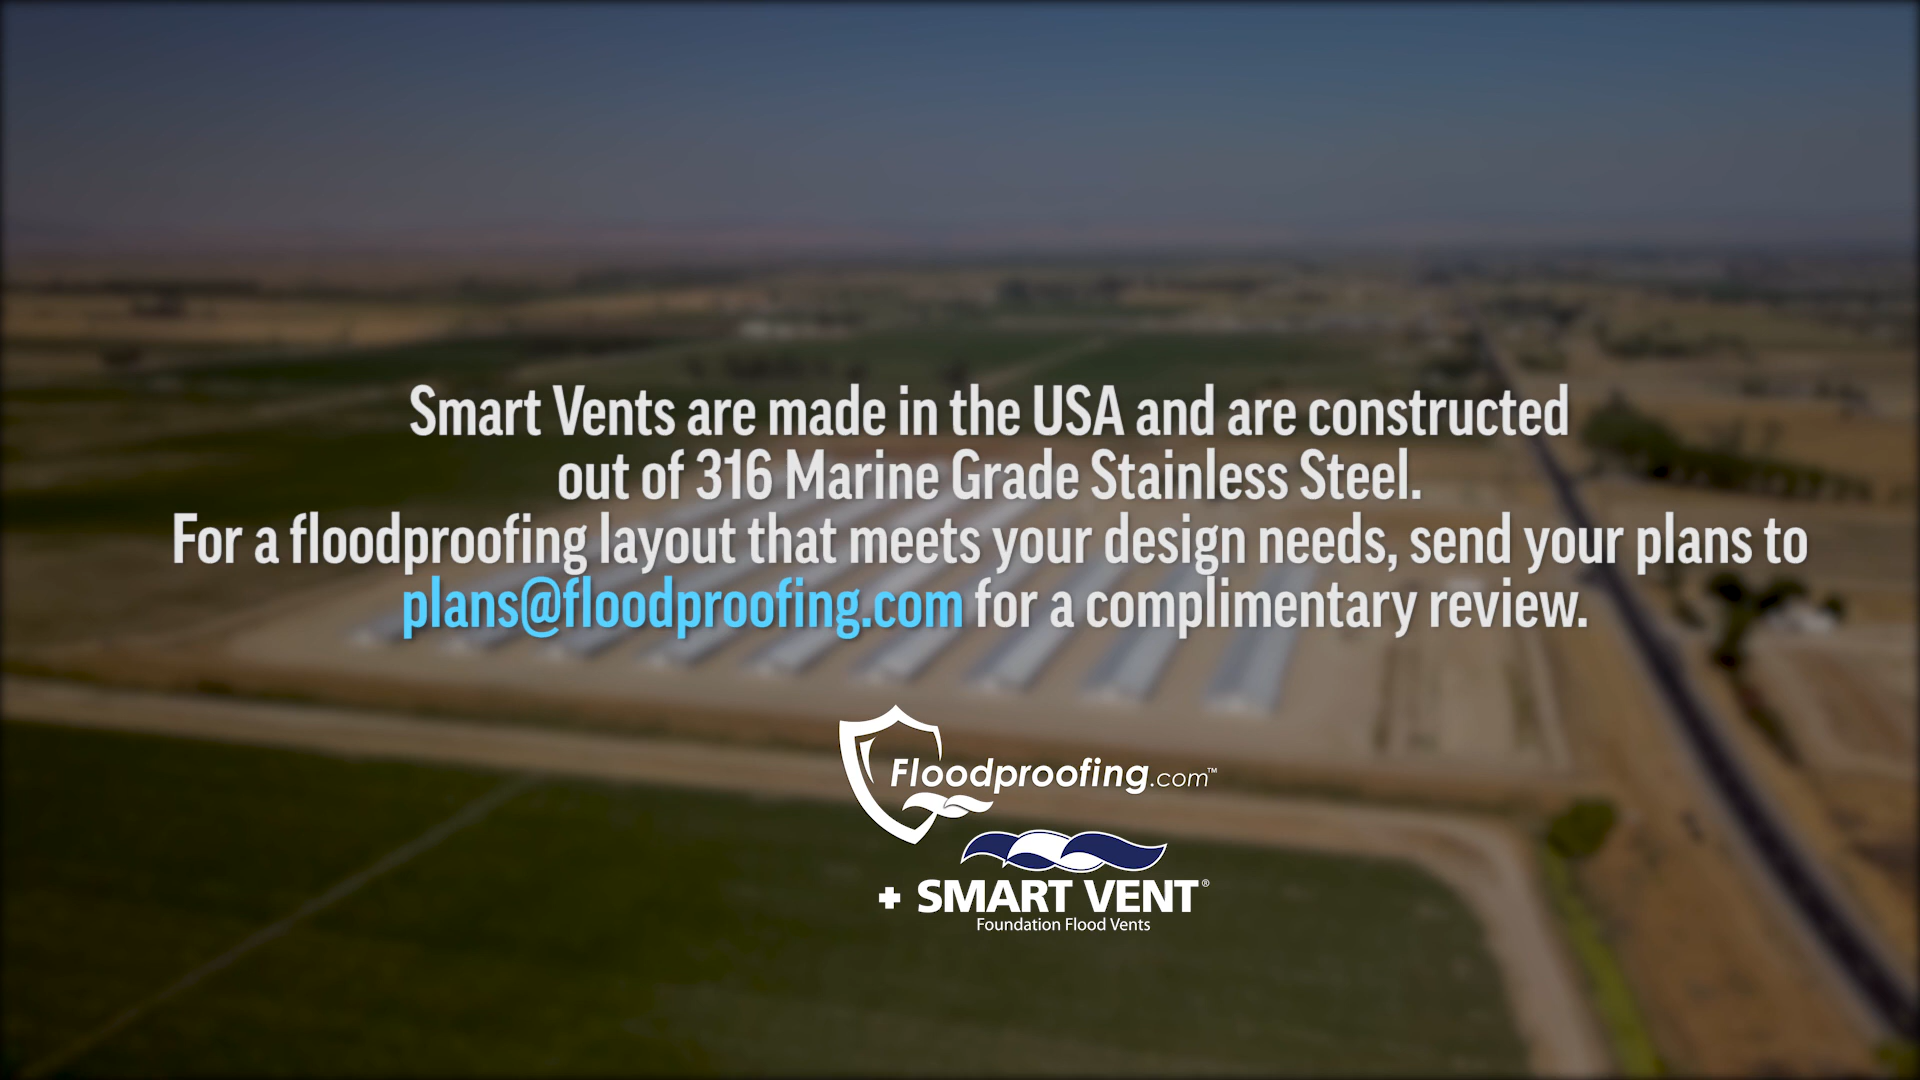 Smart Vents are made in the USA and are constructed
out of 316 Marine Grade Stainless Steel.
For a floodproofing layout that meets your design needs, send your plans to
plans@floodproofing.com for a complimentary review.
Floodproofing.com™
+ SMART VENT®
Foundation Flood Vents